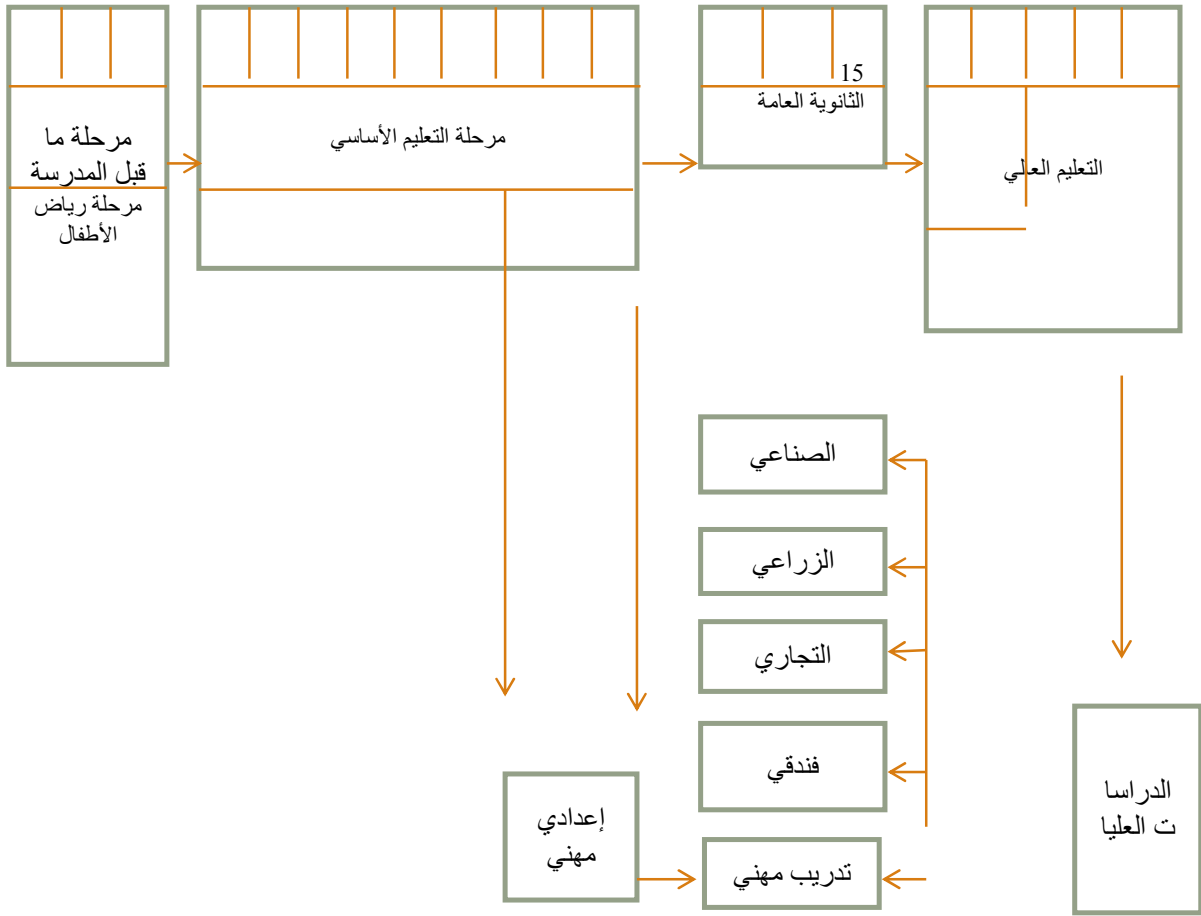 مرحلة ما
قبل المدرسة
مرحلة رياض
الأطفال
مرحلة التعليم الأساسي
15
الثانوية العامة
التعليم العالي
الصناعي
الزراعي
التجاري
فندقي
إعدادي
مهني
تدريب مهني
الدراسا
ت العليا